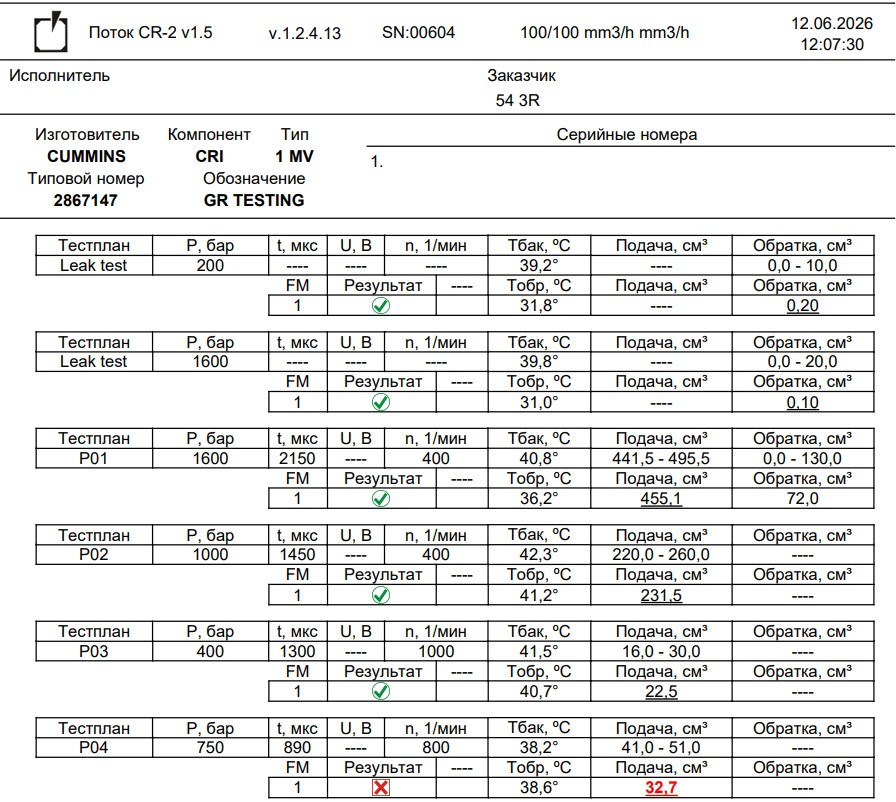 Поток CR-2 v1.5 v.1.2.4.13 SN:00604 100/100 mm3/h mm3/h 12.06.2026
12:07:30
Исполнитель Заказчик
54 3R
Изготовитель Компонент Тип Серийные номера
CUMMINS CRI 1 MV 1.
Типовой номер Обозначение
2867147 GR TESTING
Тестплан P, бар t, мкс U, В n, 1/мин Tбак, ºC Подача, см³ Обратка, см³
Leak test 200 ---- ---- ---- 39,2° ---- 0,0 - 10,0
FM Результат ---- Tобр, ºC Подача, см³ Обратка, см³
1 31,8° ---- 0,20
Тестплан P, бар t, мкс U, В n, 1/мин Tбак, ºC Подача, см³ Обратка, см³
Leak test 1600 ---- ---- ---- 39,8° ---- 0,0 - 20,0
FM Результат ---- Tобр, ºC Подача, см³ Обратка, см³
1 31,0° ---- 0,10
Тестплан P, бар t, мкс U, В n, 1/мин Tбак, ºC Подача, см³ Обратка, см³
P01 1600 2150 ---- 400 40,8° 441,5 - 495,5 0,0 - 130,0
FM Результат ---- Tобр, ºC Подача, см³ Обратка, см³
1 36,2° 455,1 72,0
Тестплан P, бар t, мкс U, В n, 1/мин Tбак, ºC Подача, см³ Обратка, см³
P02 1000 1450 ---- 400 42,3° 220,0 - 260,0 ----
FM Результат ---- Tобр, ºC Подача, см³ Обратка, см³
1 41,2° 231,5 ----
Тестплан P, бар t, мкс U, В n, 1/мин Tбак, ºC Подача, см³ Обратка, см³
P03 400 1300 ---- 1000 41,5° 16,0 - 30,0 ----
FM Результат ---- Tобр, ºC Подача, см³ Обратка, см³
1 40,7° 22,5 ----
Тестплан P, бар t, мкс U, В n, 1/мин Tбак, ºC Подача, см³ Обратка, см³
P04 750 890 ---- 800 38,2° 41,0 - 51,0 ----
FM Результат ---- Tобр, ºC Подача, см³ Обратка, см³
1 38,6° 32,7 ----